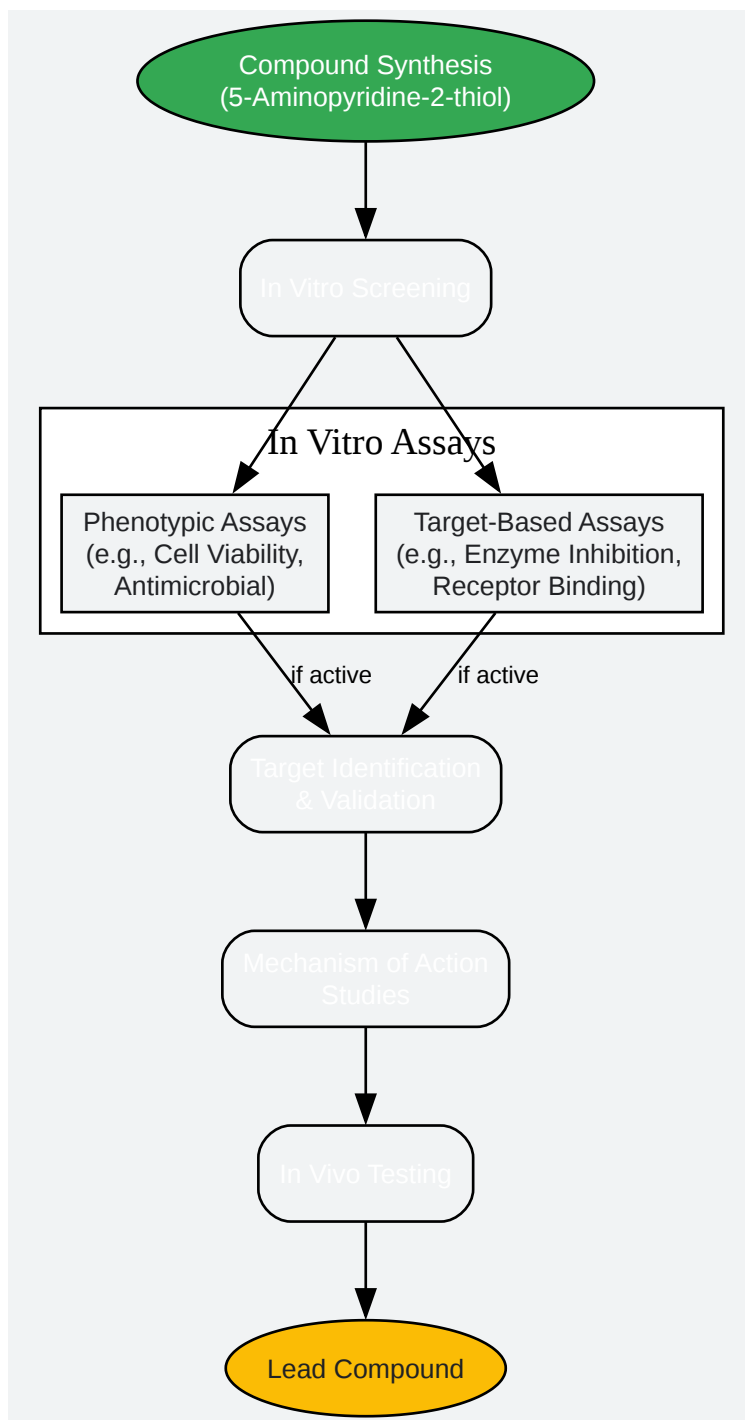 Compound Synthesis
(5-Aminopyridine-2-thiol)
In Vitro Screening
In Vitro Assays
Phenotypic Assays
(e.g., Cell Viability,
Antimicrobial)
Target-Based Assays
(e.g., Enzyme Inhibition,
Receptor Binding)
if active
if active
Target Identification
& Validation
Mechanism of Action
Studies
In Vivo Testing
Lead Compound